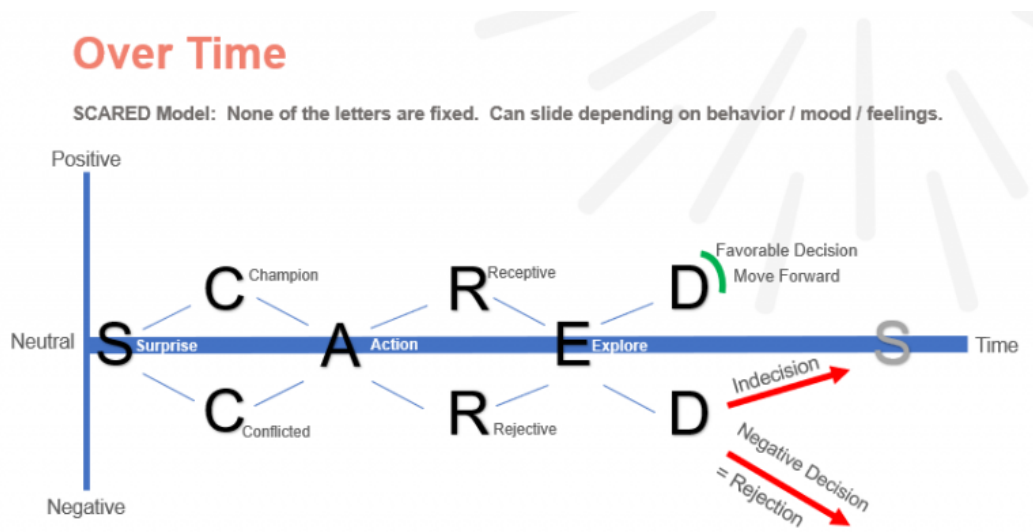 Over Time
SCARED Model:  None of the letters are fixed.  Can slide depending on behavior / mood / feelings.
Positive
Favorable Decision
Move Forward
C Champion
R Receptive
D
Neutral
S Surprise
A Action
E Explore
S
Time
C Conflicted
R Rejective
D
Indecision
Negative Decision
= Rejection
Negative